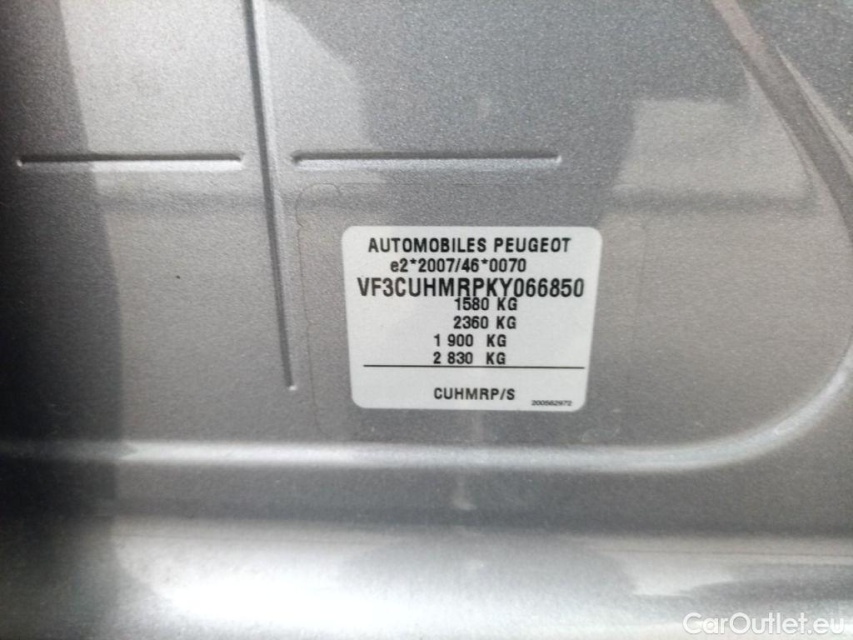 AUTOMOBILES PEUGEOT
e2*2007/46*0070
VF3CUHMRPKY066850
1580 KG
2360 KG
1 900 KG
2 830 KG
CUHMRP/S
200562972
CarOutlet.eu